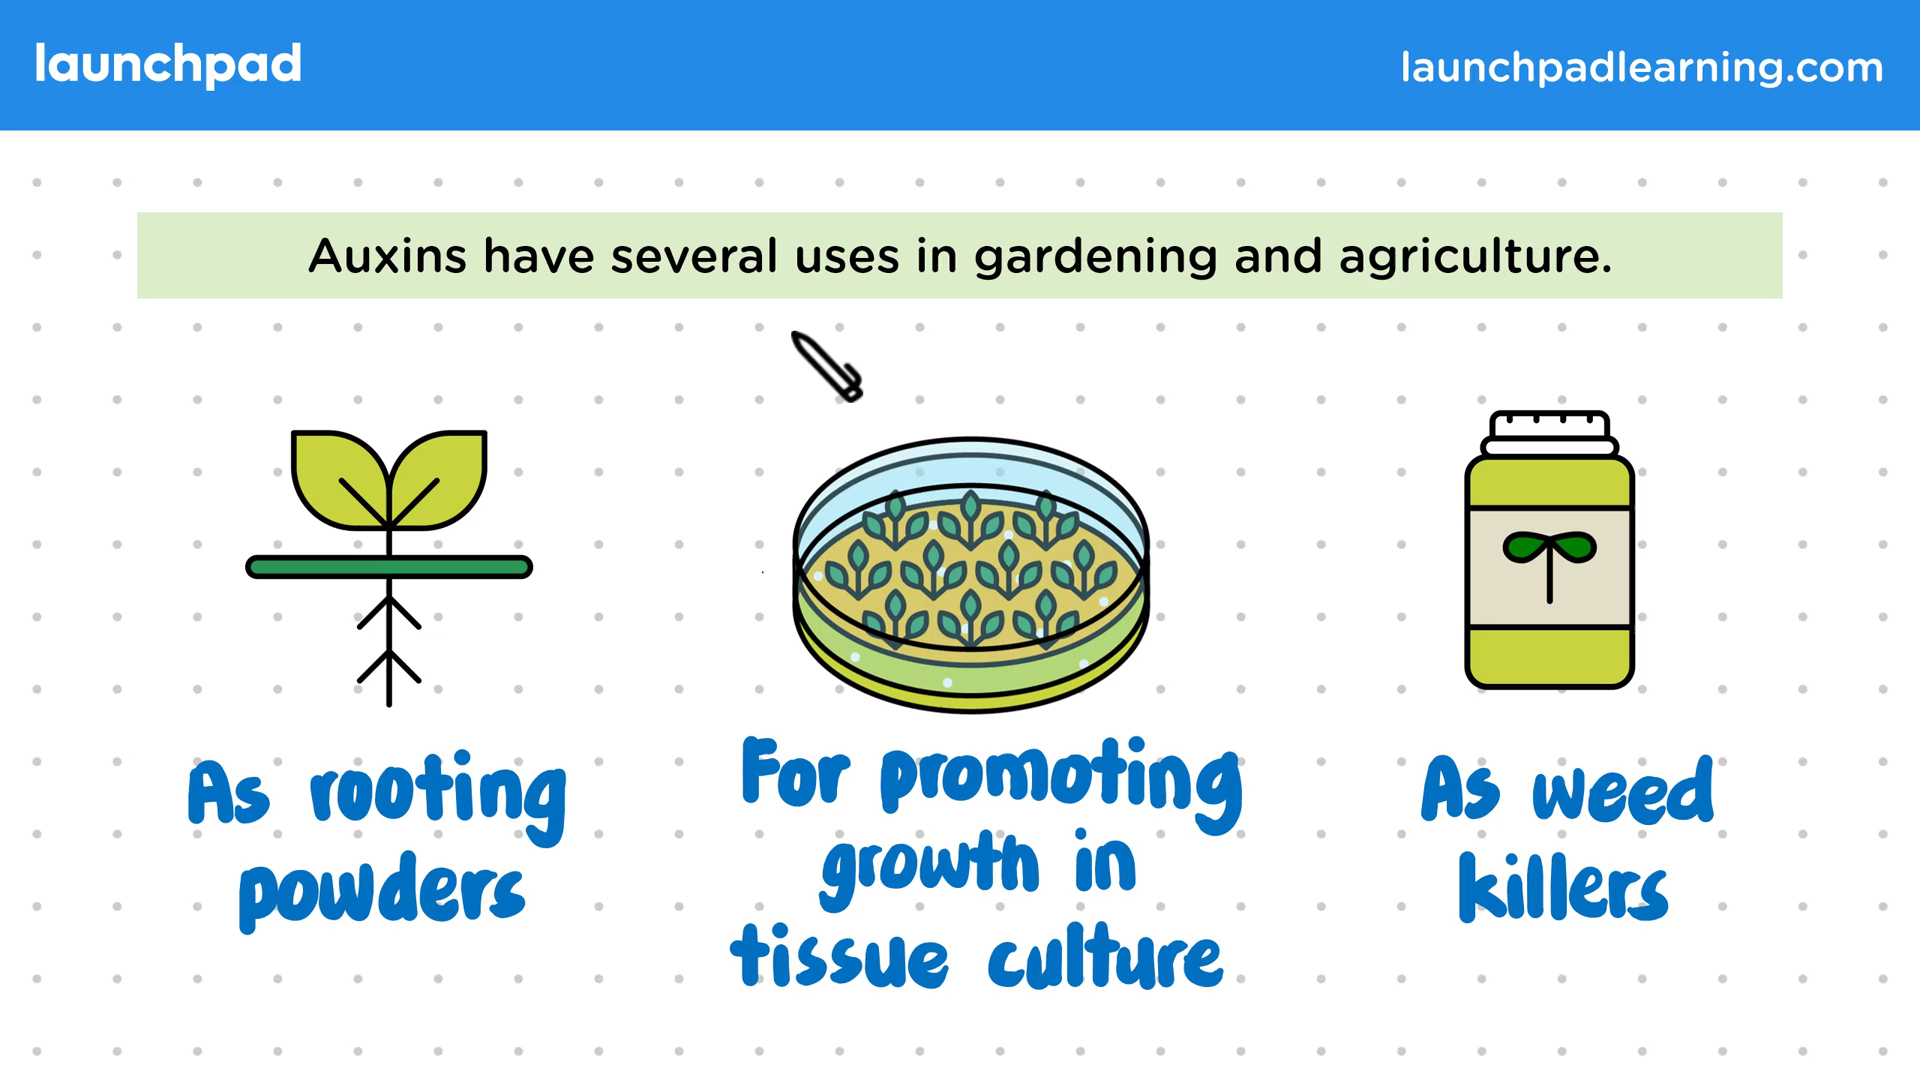 launchpad
launchpadlearning.com
Auxins have several uses in gardening and agriculture.
As rooting
powders
For promoting
growth in
tissue culture
As weed
killers